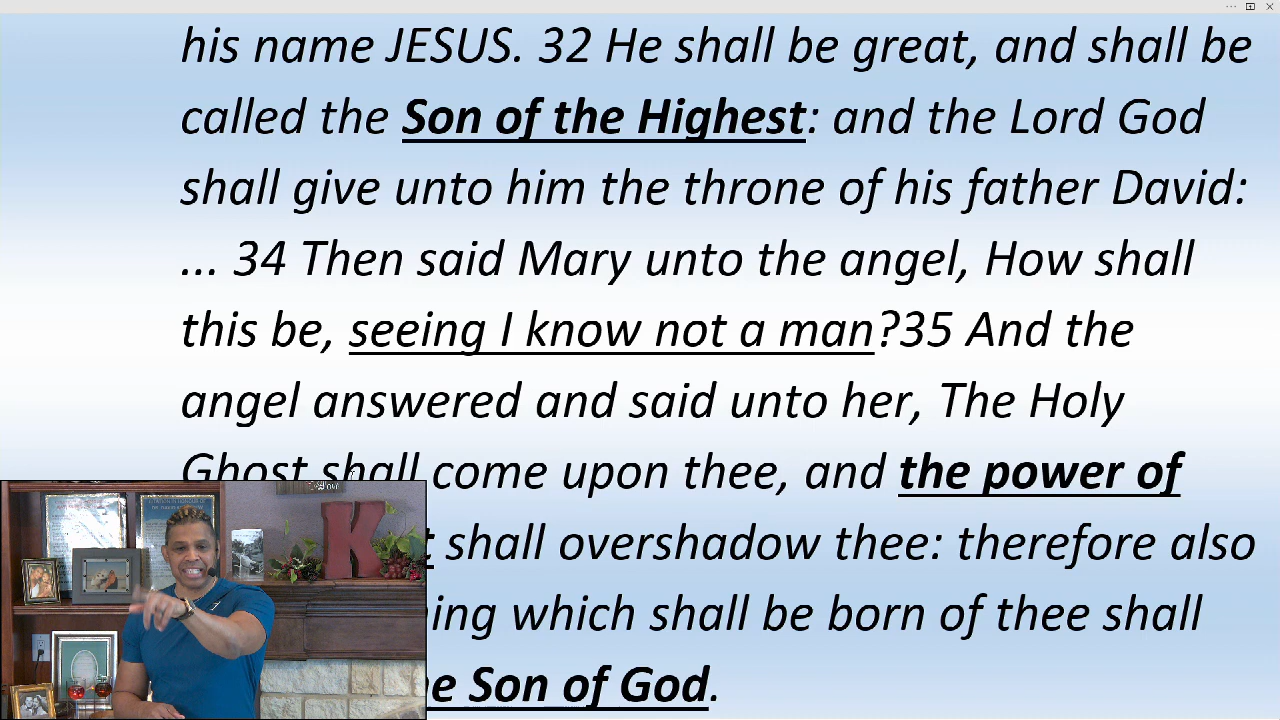 his name JESUS. 32 He shall be great, and shall be
called the Son of the Highest: and the Lord God
shall give unto him the throne of his father David:
... 34 Then said Mary unto the angel, How shall
this be, seeing I know not a man?35 And the
angel answered and said unto her, The Holy
Ghost shall come upon thee, and the power of
shall overshadow thee: therefore also
which shall be born of thee shall
Son of God.
K